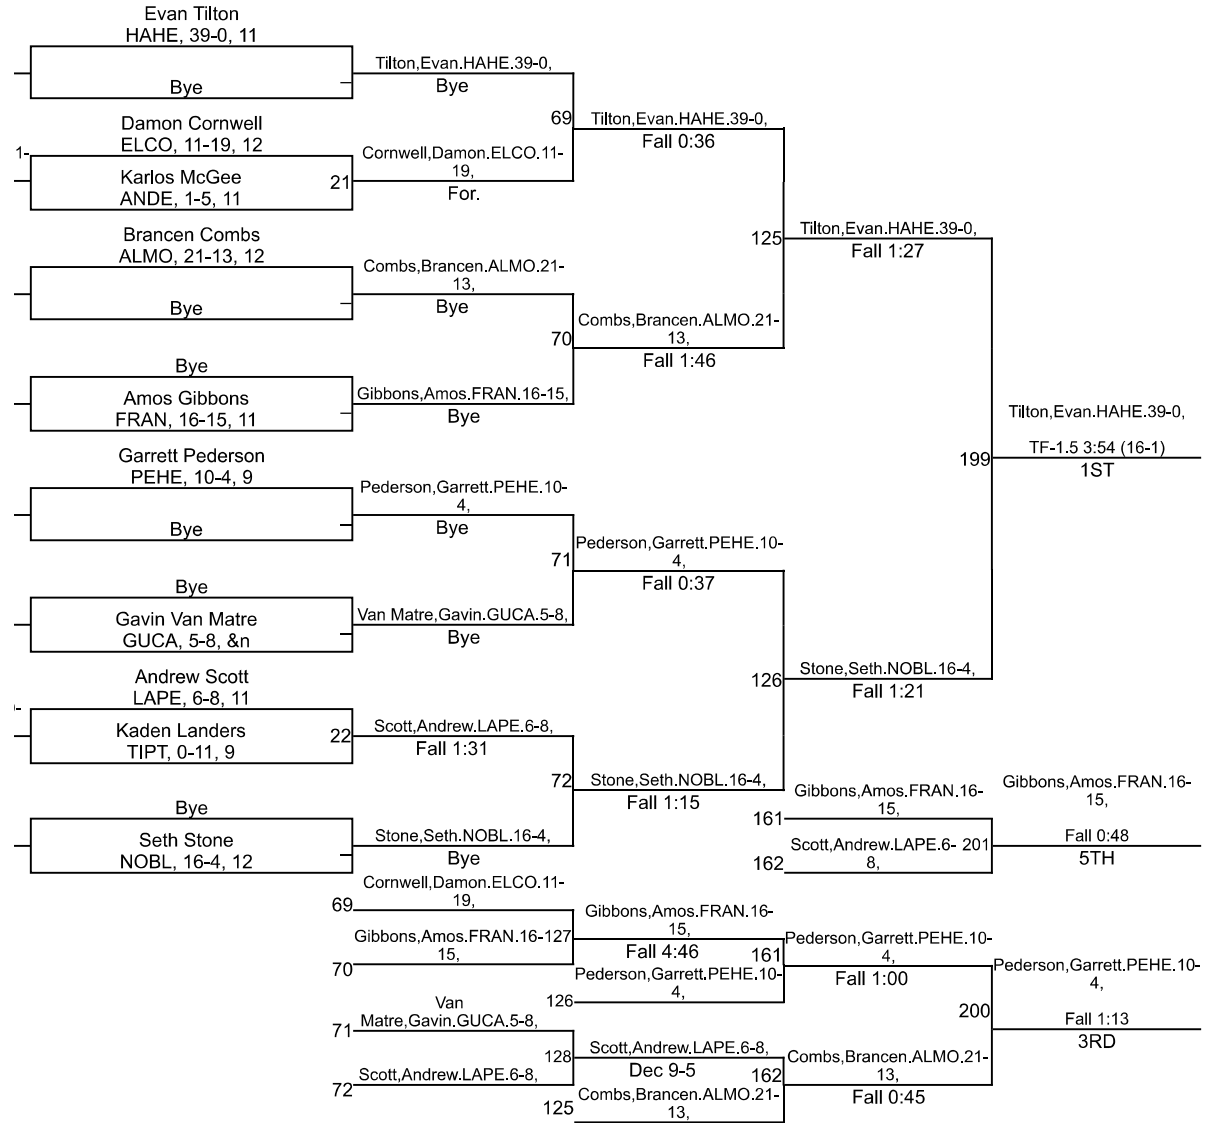 Evan Tilton
HAHE, 39-0, 11
Bye
Tilton,Evan.HAHE.39-0,
Bye
69
Tilton,Evan.HAHE.39-0,
Fall 0:36
Damon Cornwell
ELCO, 11-19, 12
1-
Karlos McGee
ANDE, 1-5, 11
21
Cornwell,Damon.ELCO.11-
19,
For.
125
Tilton,Evan.HAHE.39-0,
Fall 1:27
Brancen Combs
ALMO, 21-13, 12
Bye
Combs,Brancen.ALMO.21-
13,
Bye
70
Combs,Brancen.ALMO.21-
13,
Fall 1:46
Bye
Amos Gibbons
FRAN, 16-15, 11
Gibbons,Amos.FRAN.16-15,
Bye
199
Tilton,Evan.HAHE.39-0,
TF-1.5 3:54 (16-1)
1ST
Garrett Pederson
PEHE, 10-4, 9
Bye
Pederson,Garrett.PEHE.10-
4,
Bye
71
Pederson,Garrett.PEHE.10-
4,
Fall 0:37
Bye
Gavin Van Matre
GUCA, 5-8, &n
Van Matre,Gavin.GUCA.5-8,
Bye
126
Stone,Seth.NOBL.16-4,
Fall 1:21
Andrew Scott
LAPE, 6-8, 11
Kaden Landers
TIPT, 0-11, 9
22
Scott,Andrew.LAPE.6-8,
Fall 1:31
72
Stone,Seth.NOBL.16-4,
Fall 1:15
Bye
Seth Stone
NOBL, 16-4, 12
Stone,Seth.NOBL.16-4,
Bye
161
Gibbons,Amos.FRAN.16-
15,
162
Scott,Andrew.LAPE.6-
8,
201
Gibbons,Amos.FRAN.16-
15,
Fall 0:48
5TH
69
Cornwell,Damon.ELCO.11-
19,
70
Gibbons,Amos.FRAN.16-
15,
127
Gibbons,Amos.FRAN.16-
15,
Fall 4:46
126
Pederson,Garrett.PEHE.10-
4,
161
Pederson,Garrett.PEHE.10-
4,
Fall 1:00
71
Van
Matre,Gavin.GUCA.5-8,
72
Scott,Andrew.LAPE.6-8,
128
Scott,Andrew.LAPE.6-8,
Dec 9-5
125
Combs,Brancen.ALMO.21-
13,
162
Combs,Brancen.ALMO.21-
13,
Fall 0:45
200
Pederson,Garrett.PEHE.10-
4,
Fall 1:13
3RD